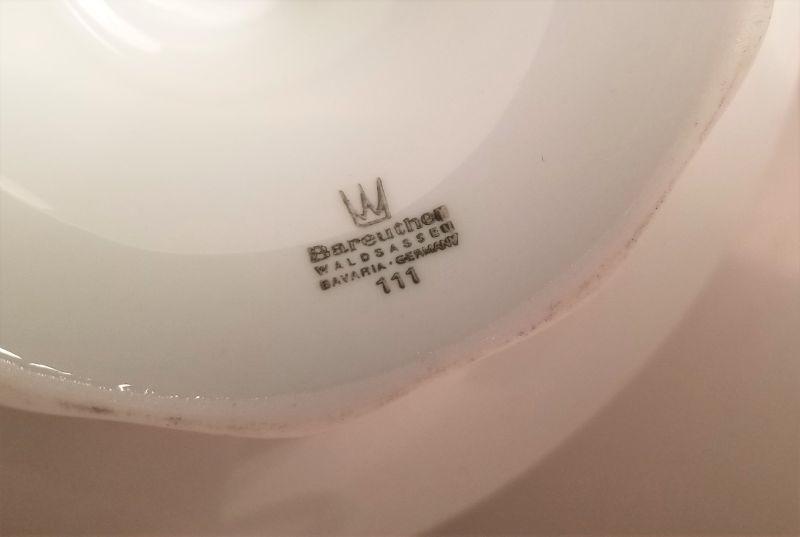 Bareuther
WALDSASSEN
BAVARIA · GERMANY
111